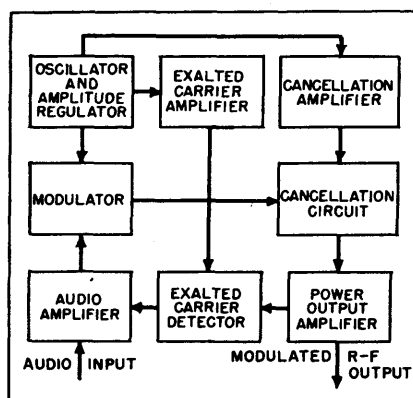 OSCILLATOR
AND
AMPLITUDE
REGULATOR
EXALTED
CARRIER
AMPLIFIER
CANCELLATION
AMPLIFIER
MODULATOR
CANCELLATION
CIRCUIT
AUDIO
AMPLIFIER
EXALTED
CARRIER
DETECTOR
POWER
OUTPUT
AMPLIFIER
AUDIO INPUT
MODULATED R-F
OUTPUT